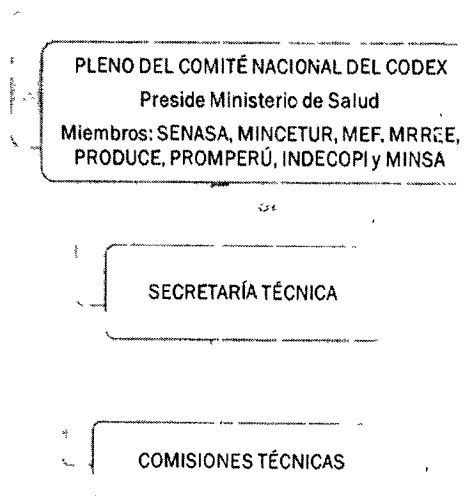 PLENO DEL COMITÉ NACIONAL DEL CODEX
Preside Ministerio de Salud
Miembros: SENASA, MINCETUR, MEF, MRREE,
PRODUCE, PROMPERÚ, INDECOPI y MINSA
SECRETARÍA TÉCNICA
COMISIONES TÉCNICAS